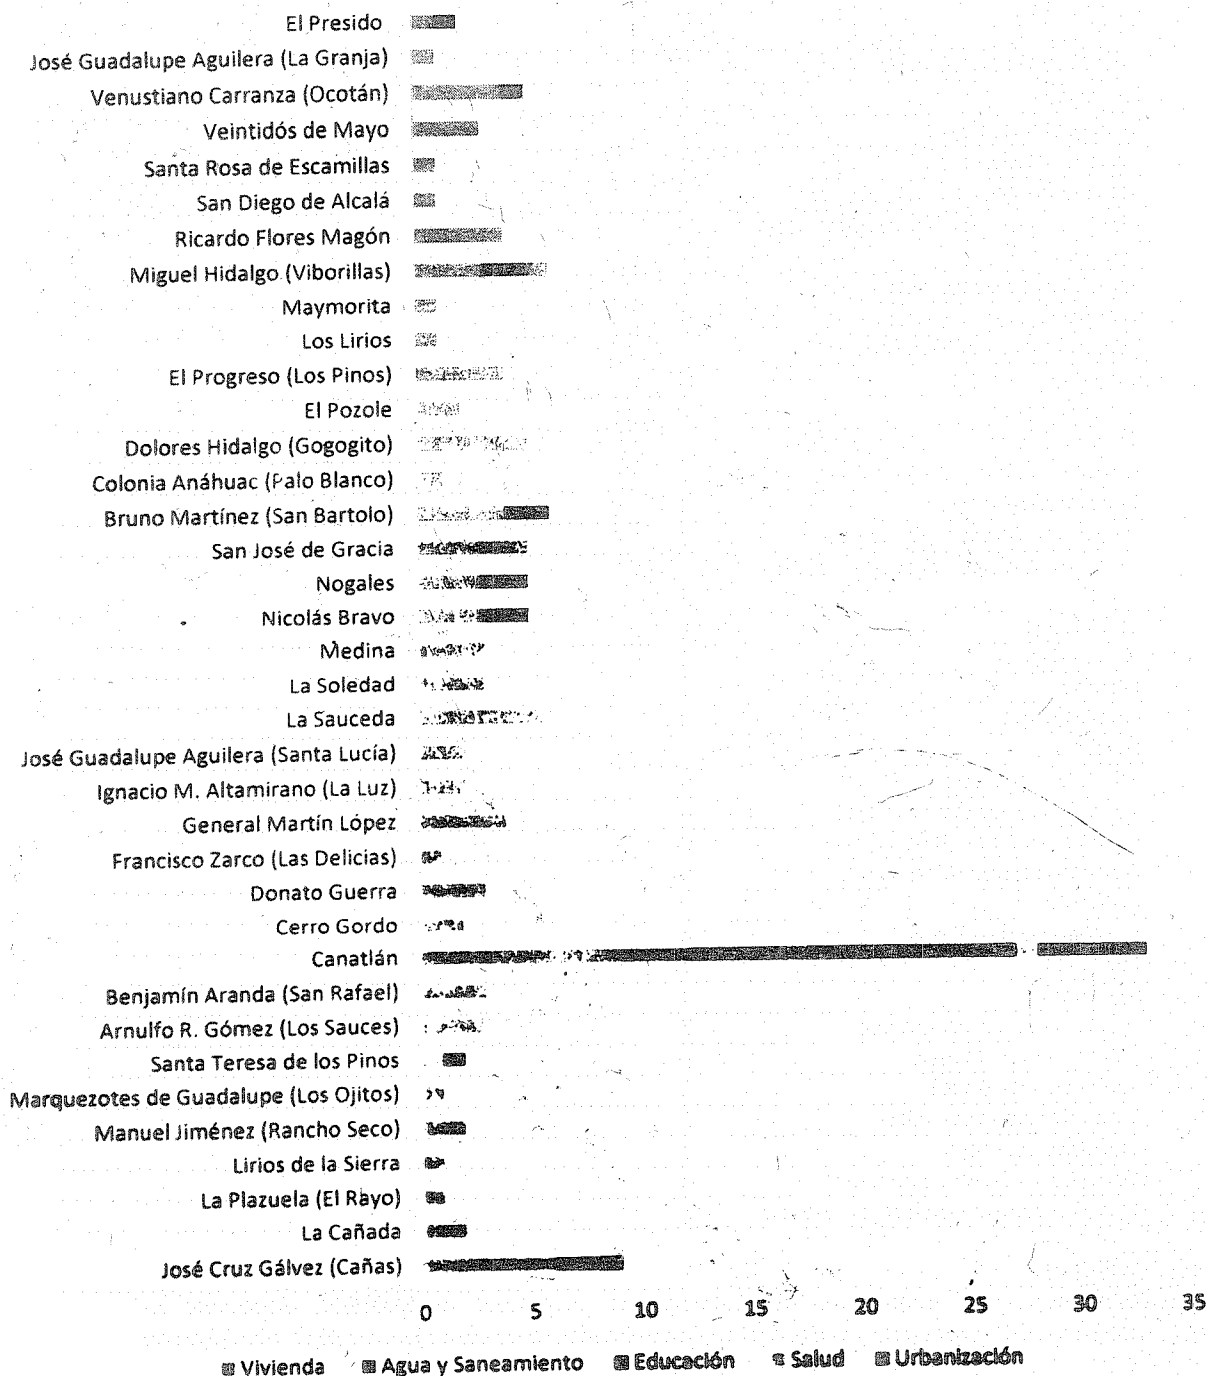 El Presido
José Guadalupe Aguilera (La Granja)
Venustiano Carranza (Ocotán)
Veintidós de Mayo
Santa Rosa de Escamillas
San Diego de Alcalá
Ricardo Flores Magón
Miguel Hidalgo (Viborillas)
Maymorita
Los Lirios
El Progreso (Los Pinos)
El Pozole
Dolores Hidalgo (Gogogito)
Colonia Anáhuac (Palo Blanco)
Bruno Martínez (San Bartolo)
San José de Gracia
Nogales
Nicolás Bravo
Medina
La Soledad
La Sauceda
José Guadalupe Aguilera (Santa Lucía)
Ignacio M. Altamirano (La Luz)
General Martín López
Francisco Zarco (Las Delicias)
Donato Guerra
Cerro Gordo
Canatlán
Benjamín Aranda (San Rafael)
Arnulfo R. Gómez (Los Sauces)
Santa Teresa de los Pinos
Marquezotes de Guadalupe (Los Ojitos)
Manuel Jiménez (Rancho Seco)
Lirios de la Sierra
La Plazuela (El Rayo)
La Cañada
José Cruz Gálvez (Cañas)
0 5 10 15 20 25 30 35
Vivienda Agua y Saneamiento Educación Salud Urbanización